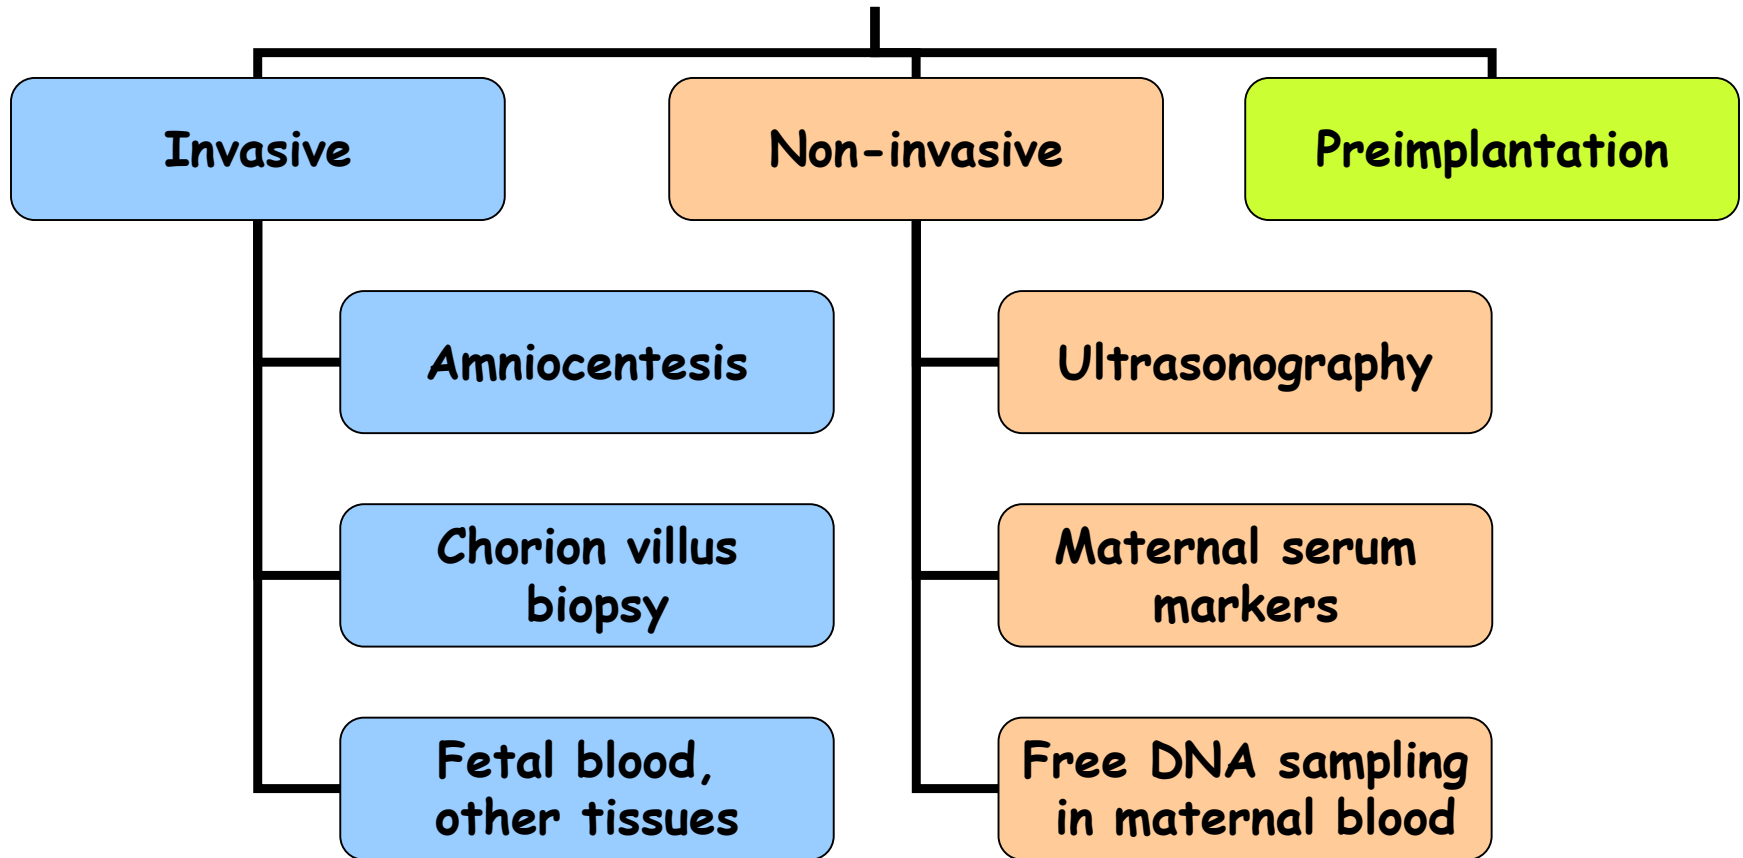 Invasive
Non-invasive
Preimplantation
Amniocentesis
Ultrasonography
Chorion villus
biopsy
Maternal serum
markers
Fetal blood,
other tissues
Free DNA sampling
in maternal blood